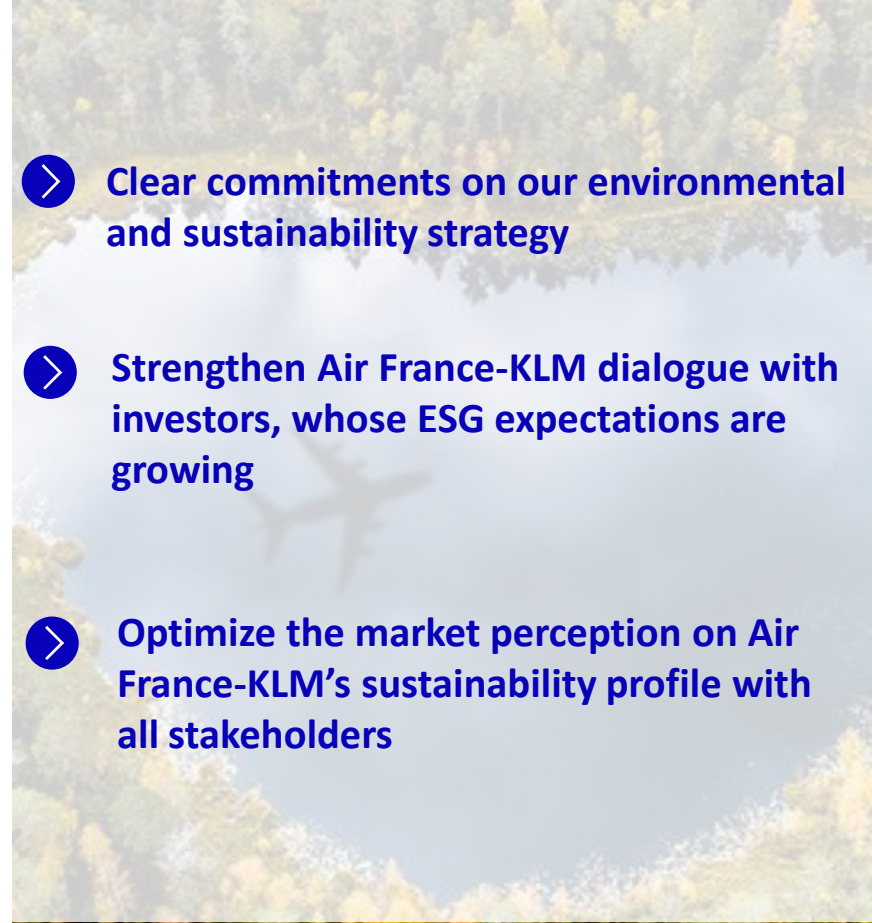 Clear commitments on our environmental
and sustainability strategy
Strengthen Air France-KLM dialogue with
investors, whose ESG expectations are
growing
Optimize the market perception on Air
France-KLM’s sustainability profile with
all stakeholders